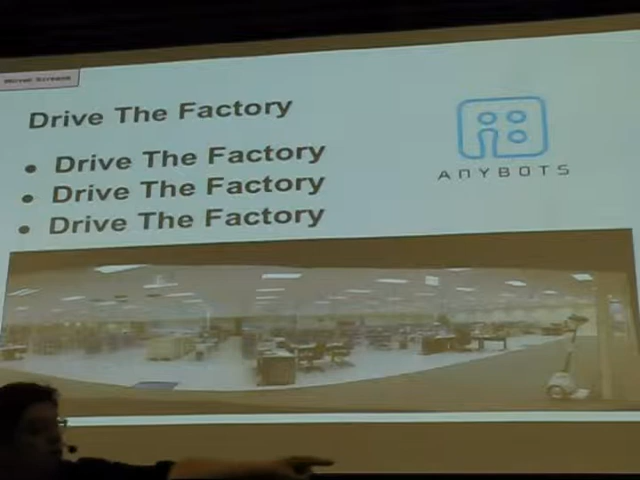 Drive The Factory
• Drive The Factory
• Drive The Factory
• Drive The Factory
ANYBOTS